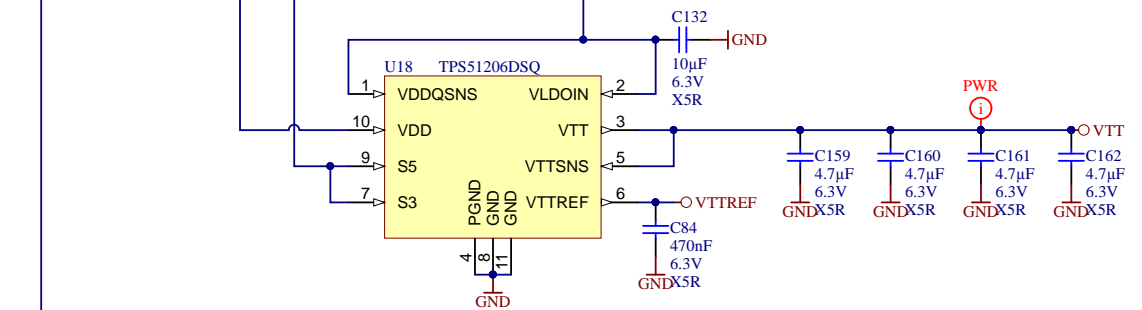 C132
GND
10µF
6.3V
X5R
U18 TPS51206DSQ
1 VDDQSNS VLDOIN 2
PWR
i
10 VDD VTT 3
VTT
9 S5 VTTSNS 5
C159 C160 C161 C162
4.7µF 4.7µF 4.7µF 4.7µF
6.3V 6.3V 6.3V 6.3V
GND X5R GND X5R GND X5R GND X5R
7 S3 VTTREF 6
VTTREF
PGND
GND
GND
C84
470nF
6.3V
GND X5R
4
8
11
GND